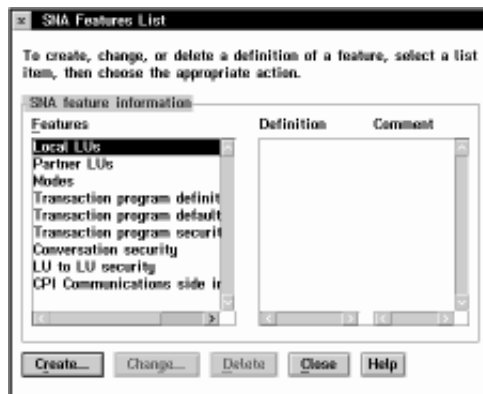 SNA Features List
To create, change, or delete a definition of a feature, select a list
item, then choose the appropriate action.
SNA feature information
Features Definition Comment
Local LUs
Partner LUs
Modes
Transaction program definit
Transaction program default
Transaction program securit
Conversation security
LU to LU security
CPI Communications side in
Create... Change... Delete Close Help